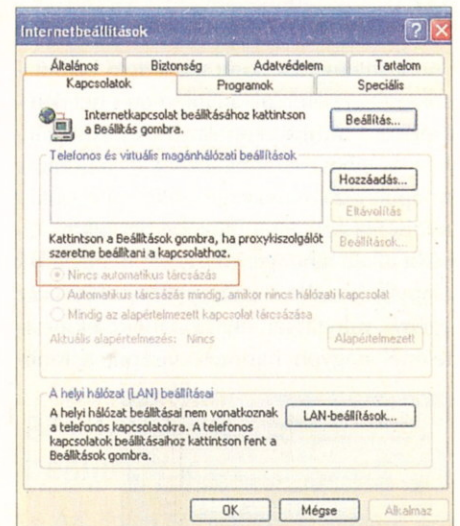 Internetbeállítások
Általános Biztonság Adatvédelem Tartalom
Kapcsolatok Programok Speciális
Internetkapcsolat beállításához kattintson
a Beállítás gombra.
Beállítás...
Telefonos és virtuális magánhálózati beállítások
Hozzáadás...
Eltávolítás
Kattintson a Beállítások gombra, ha proxykiszolgálót
szeretne beállítani a kapcsolathoz.
Beállítások...
Nincs automatikus tárcsázás
Automatikus tárcsázás mindig, amikor nincs hálózati kapcsolat
Mindig az alapértelmezett kapcsolat tárcsázása
Aktuális alapértelmezés: Nincs
Alapértelmezett
A helyi hálózat (LAN) beállításai
A helyi hálózat beállításai nem vonatkoznak
a telefonos kapcsolatokra. A telefonos
kapcsolatok beállításaihoz kattintson fent a
Beállítások gombra.
LAN-beállítások...
OK Mégse Alkalmaz